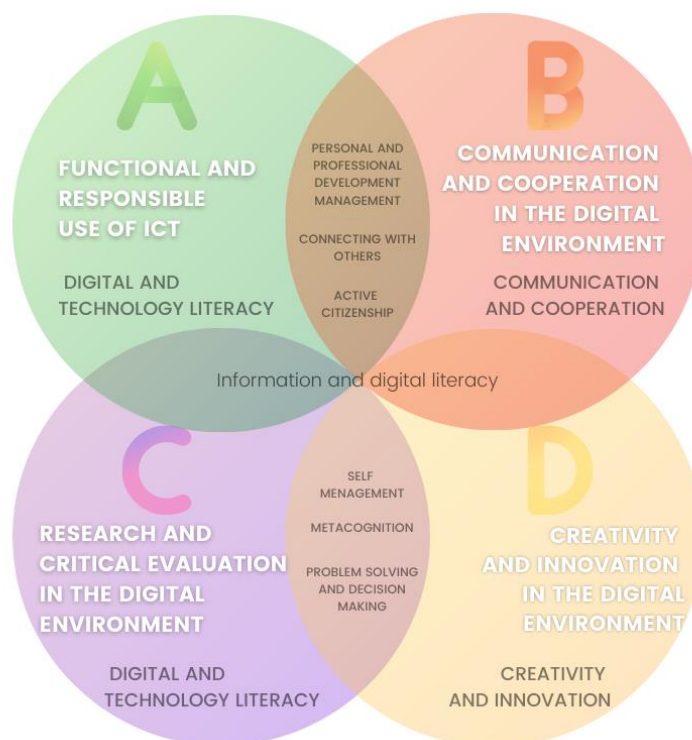 A
FUNCTIONAL AND
RESPONSIBLE
USE OF ICT
DIGITAL AND
TECHNOLOGY LITERACY
PERSONAL AND
PROFESSIONAL
DEVELOPMENT
MANAGEMENT
CONNECTING WITH
OTHERS
ACTIVE
CITIZENSHIP
B
COMMUNICATION
AND COOPERATION
IN THE DIGITAL
ENVIRONMENT
COMMUNICATION
AND COOPERATION
Information and digital literacy
C
RESEARCH AND
CRITICAL EVALUATION
IN THE DIGITAL
ENVIRONMENT
DIGITAL AND
TECHNOLOGY LITERACY
SELF
MENAGEMENT
METACOGNITION
PROBLEM SOLVING
AND DECISION
MAKING
D
CREATIVITY
AND INNOVATION
IN THE DIGITAL
ENVIRONMENT
CREATIVITY
AND INNOVATION